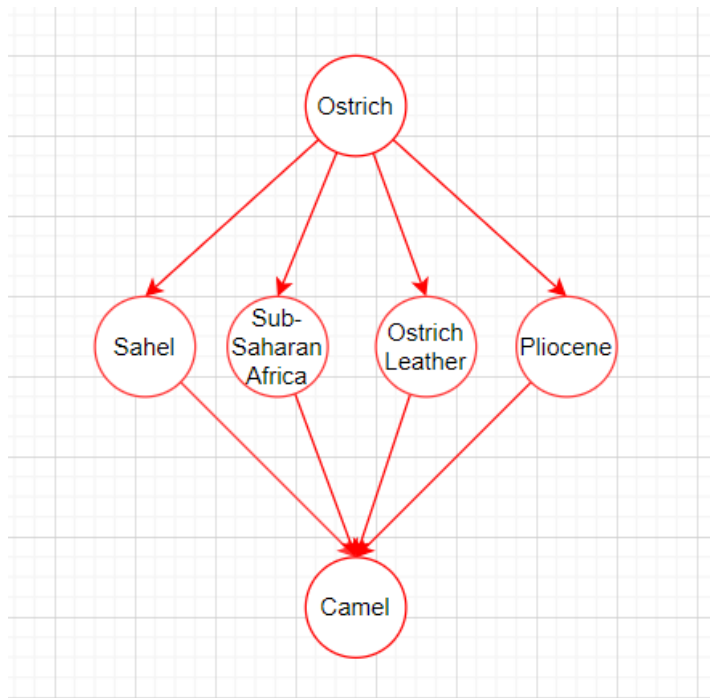 Ostrich
Sahel
Sub-
Saharan
Africa
Ostrich
Leather
Pliocene
Camel